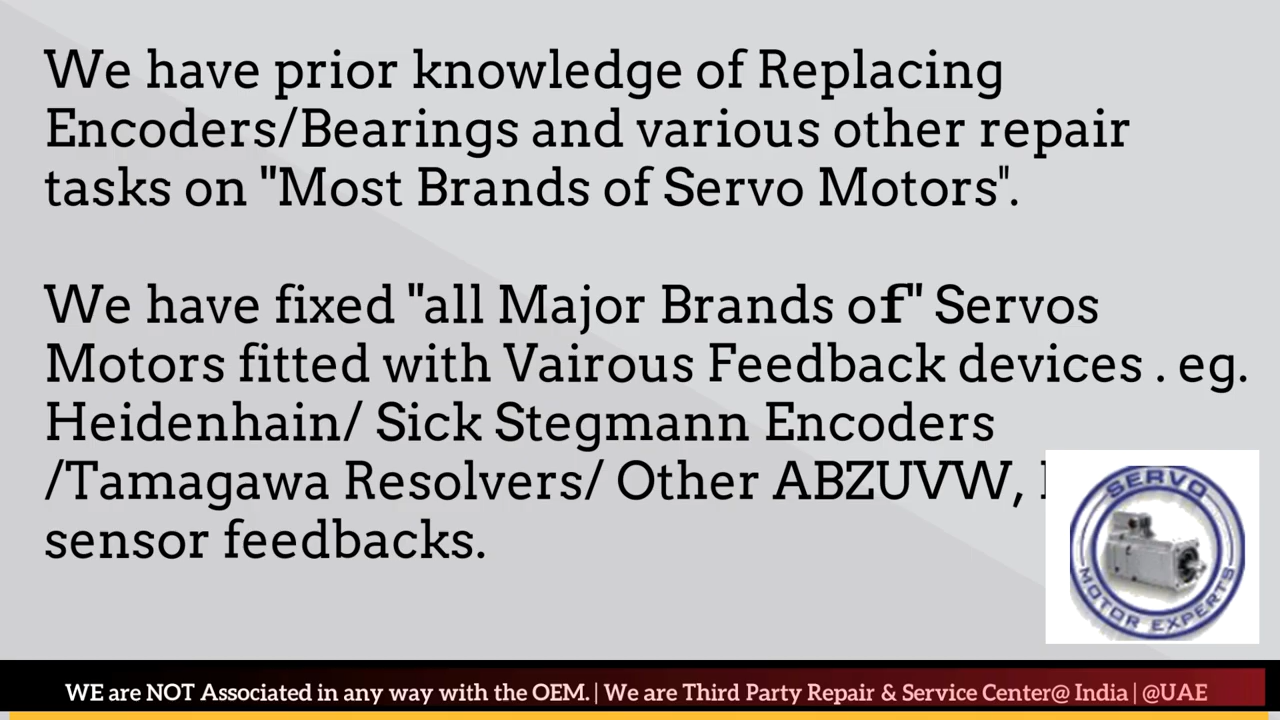 We have prior knowledge of Replacing
Encoders/Bearings and various other repair
tasks on "Most Brands of Servo Motors".
We have fixed "all Major Brands of" Servos
Motors fitted with Vairous Feedback devices . eg.
Heidenhain/ Sick Stegmann Encoders
/Tamagawa Resolvers/ Other ABZUVW,
sensor feedbacks.
SERVO
MOTOR EXPERTS
WE are NOT Associated in any way with the OEM. | We are Third Party Repair & Service Center@ India | @UAE